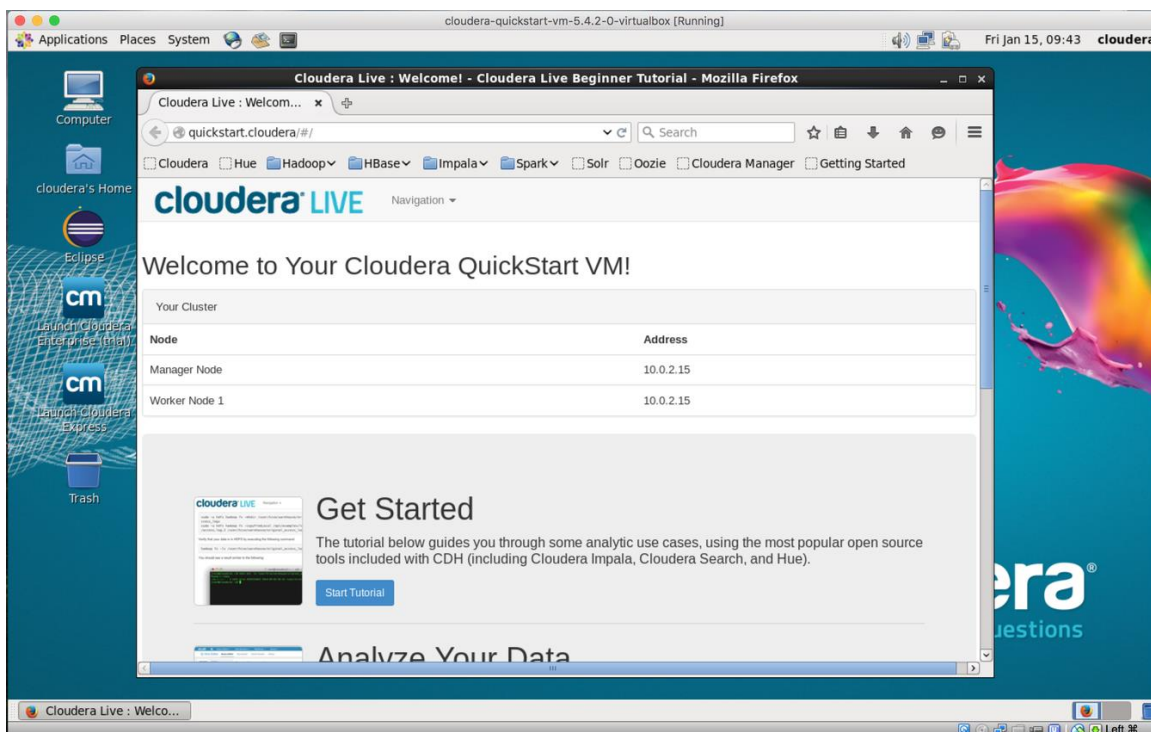 cloudera-quickstart-vm-5.4.2-0-virtualbox [Running]
Applications Places System Fri Jan 15, 09:43 cloudera
Cloudera Live : Welcome! - Cloudera Live Beginner Tutorial - Mozilla Firefox
Cloudera Live : Welcom...
quickstart.cloudera/#/ Search
Cloudera Hue Hadoop HBase Impala Spark Solr Oozie Cloudera Manager Getting Started
Computer
cloudera's Home
Eclipse
Launch Cloudera
Enterprise (trial)
Launch Cloudera
Express
Trash
cloudera LIVE Navigation
Welcome to Your Cloudera QuickStart VM!
Your Cluster
Node Address
Manager Node 10.0.2.15
Worker Node 1 10.0.2.15
cloudera LIVE
Get Started
The tutorial below guides you through some analytic use cases, using the most popular open source
tools included with CDH (including Cloudera Impala, Cloudera Search, and Hue).
Start Tutorial
Analyze Your Data
era®
uestions
Cloudera Live : Welco...
Left ⌘